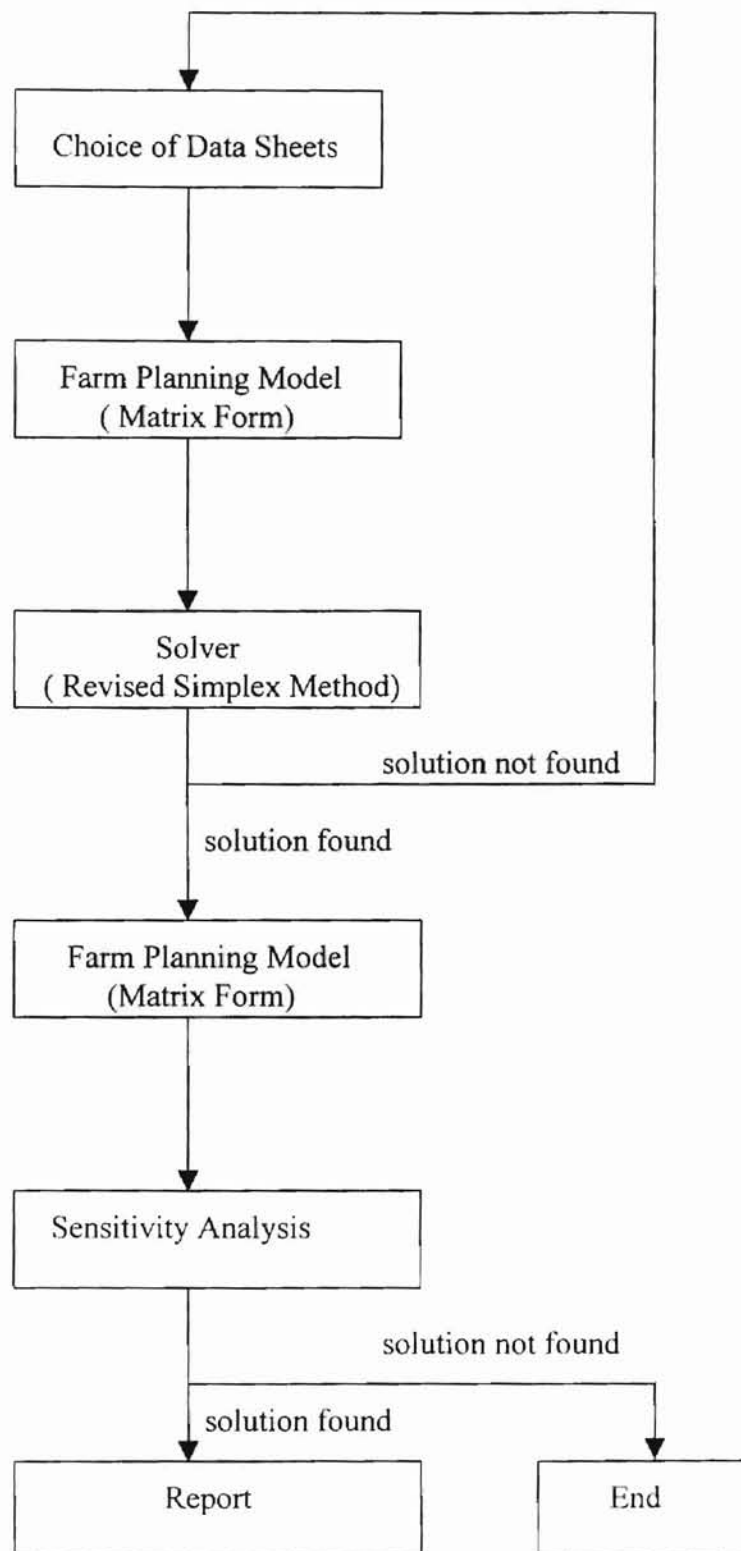 Choice of Data Sheets
Farm Planning Model
( Matrix Form)
Solver
( Revised Simplex Method)
solution not found
solution found
Farm Planning Model
(Matrix Form)
Sensitivity Analysis
solution not found
solution found
Report
End